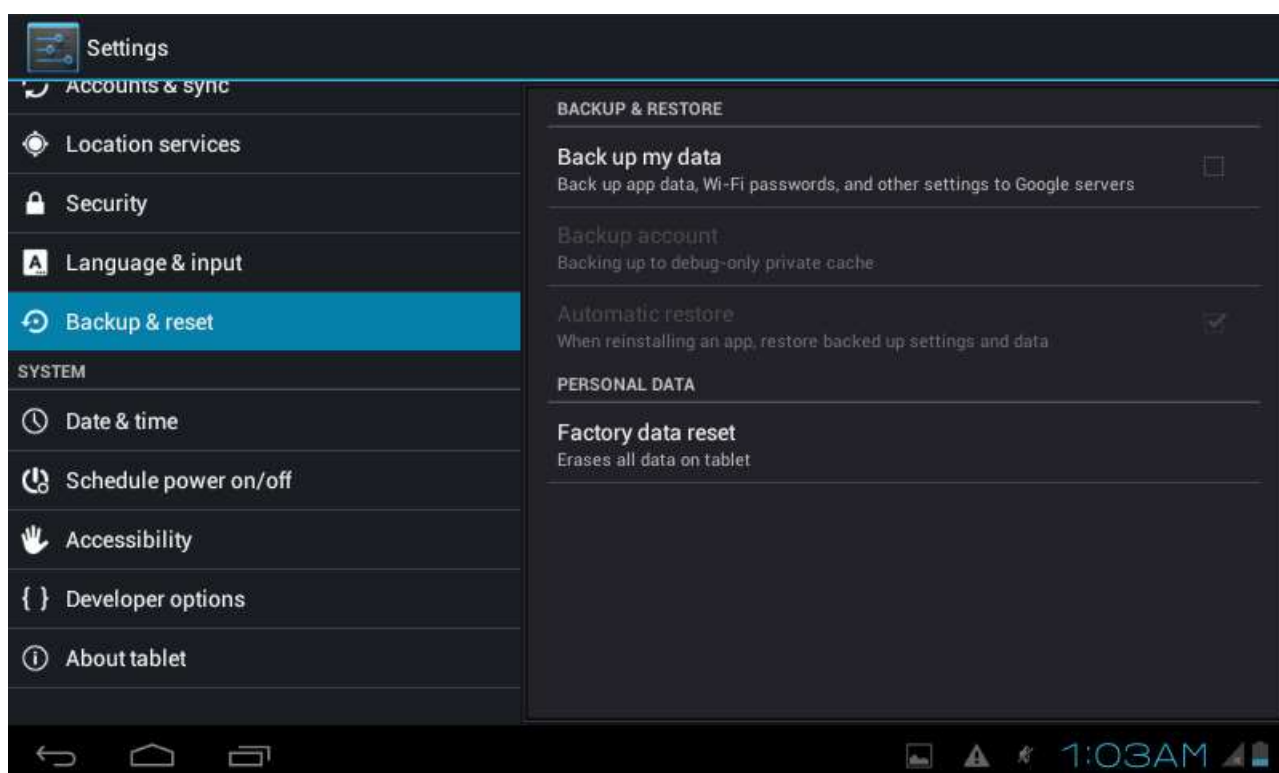 Settings
Accounts & sync
Location services
Security
Language & input
Backup & reset
SYSTEM
Date & time
Schedule power on/off
Accessibility
{ } Developer options
About tablet
BACKUP & RESTORE
Back up my data
Back up app data, Wi-Fi passwords, and other settings to Google servers
Backup account
Backing up to debug-only private cache
Automatic restore
When reinstalling an app, restore backed up settings and data
PERSONAL DATA
Factory data reset
Erases all data on tablet
1:03AM